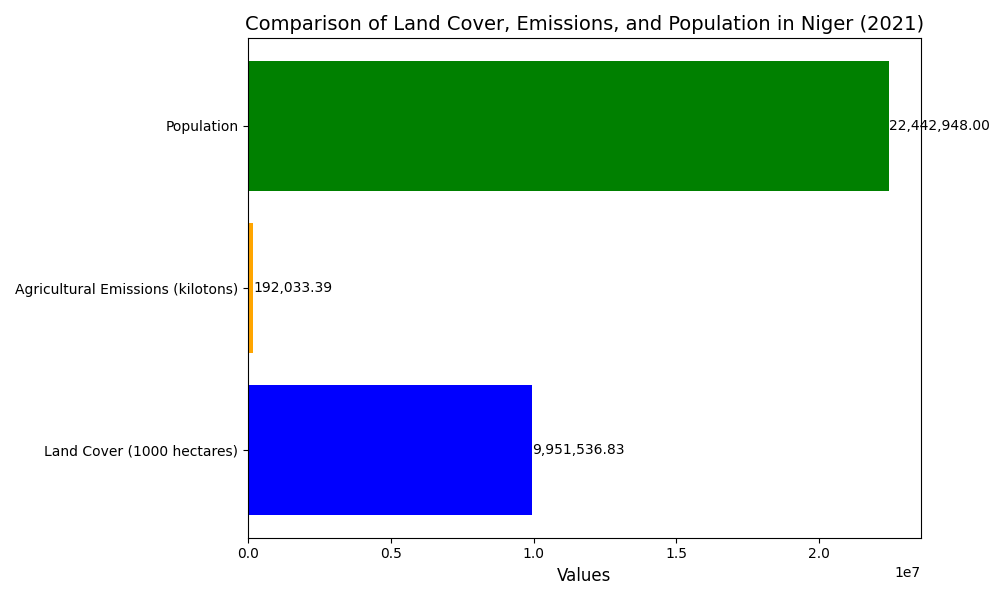 Comparison of Land Cover, Emissions, and Population in Niger (2021)
Population
22,442,948.00
Agricultural Emissions (kilotons)
192,033.39
Land Cover (1000 hectares)
9,951,536.83
0.0 0.5 1.0 1.5 2.0
1e7
Values